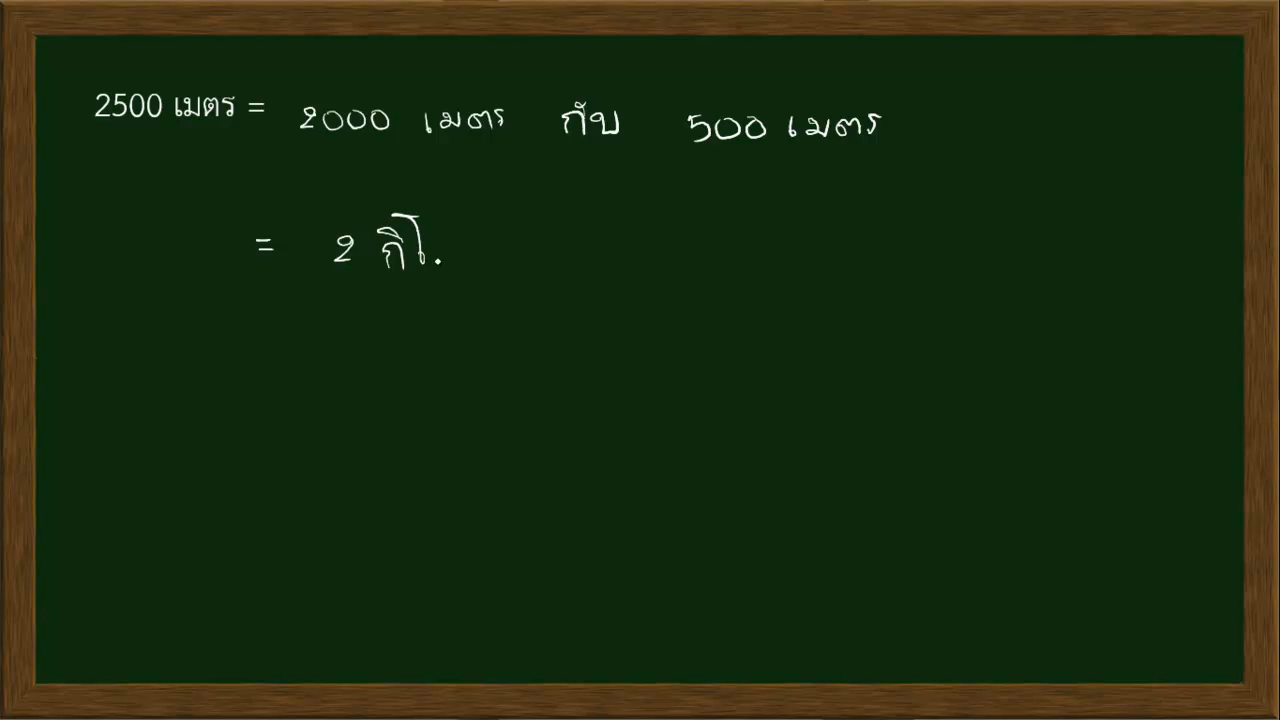 2500 เมตร = 2000 เมตร กับ 500 เมตร
= 2 กิโ.